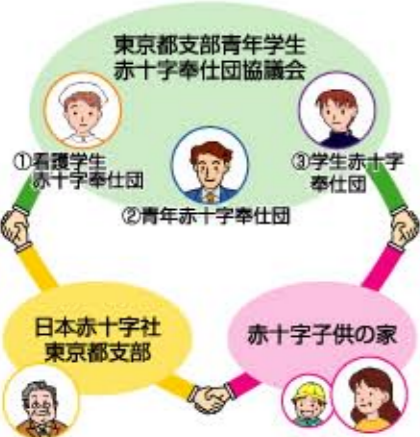 東京都支部青年学生
赤十字奉仕団協議会
①看護学生
赤十字奉仕団
②青年赤十字奉仕団
③学生赤十字
奉仕団
日本赤十字社
東京都支部
赤十字子供の家